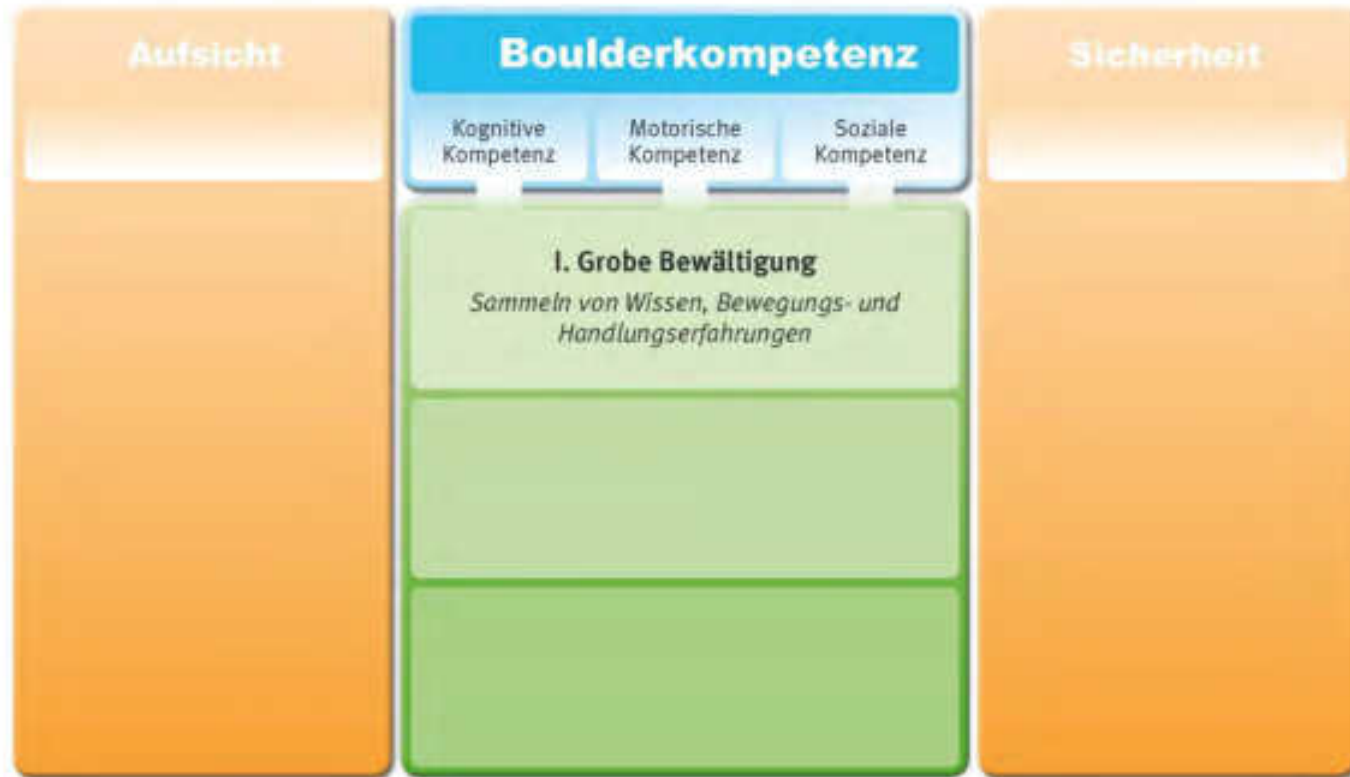 Aufsicht
Boulderkompetenz
Sicherheit
Kognitive
Kompetenz
Motorische
Kompetenz
Soziale
Kompetenz
I. Grobe Bewältigung
Sammeln von Wissen, Bewegungs- und
Handlungserfahrungen